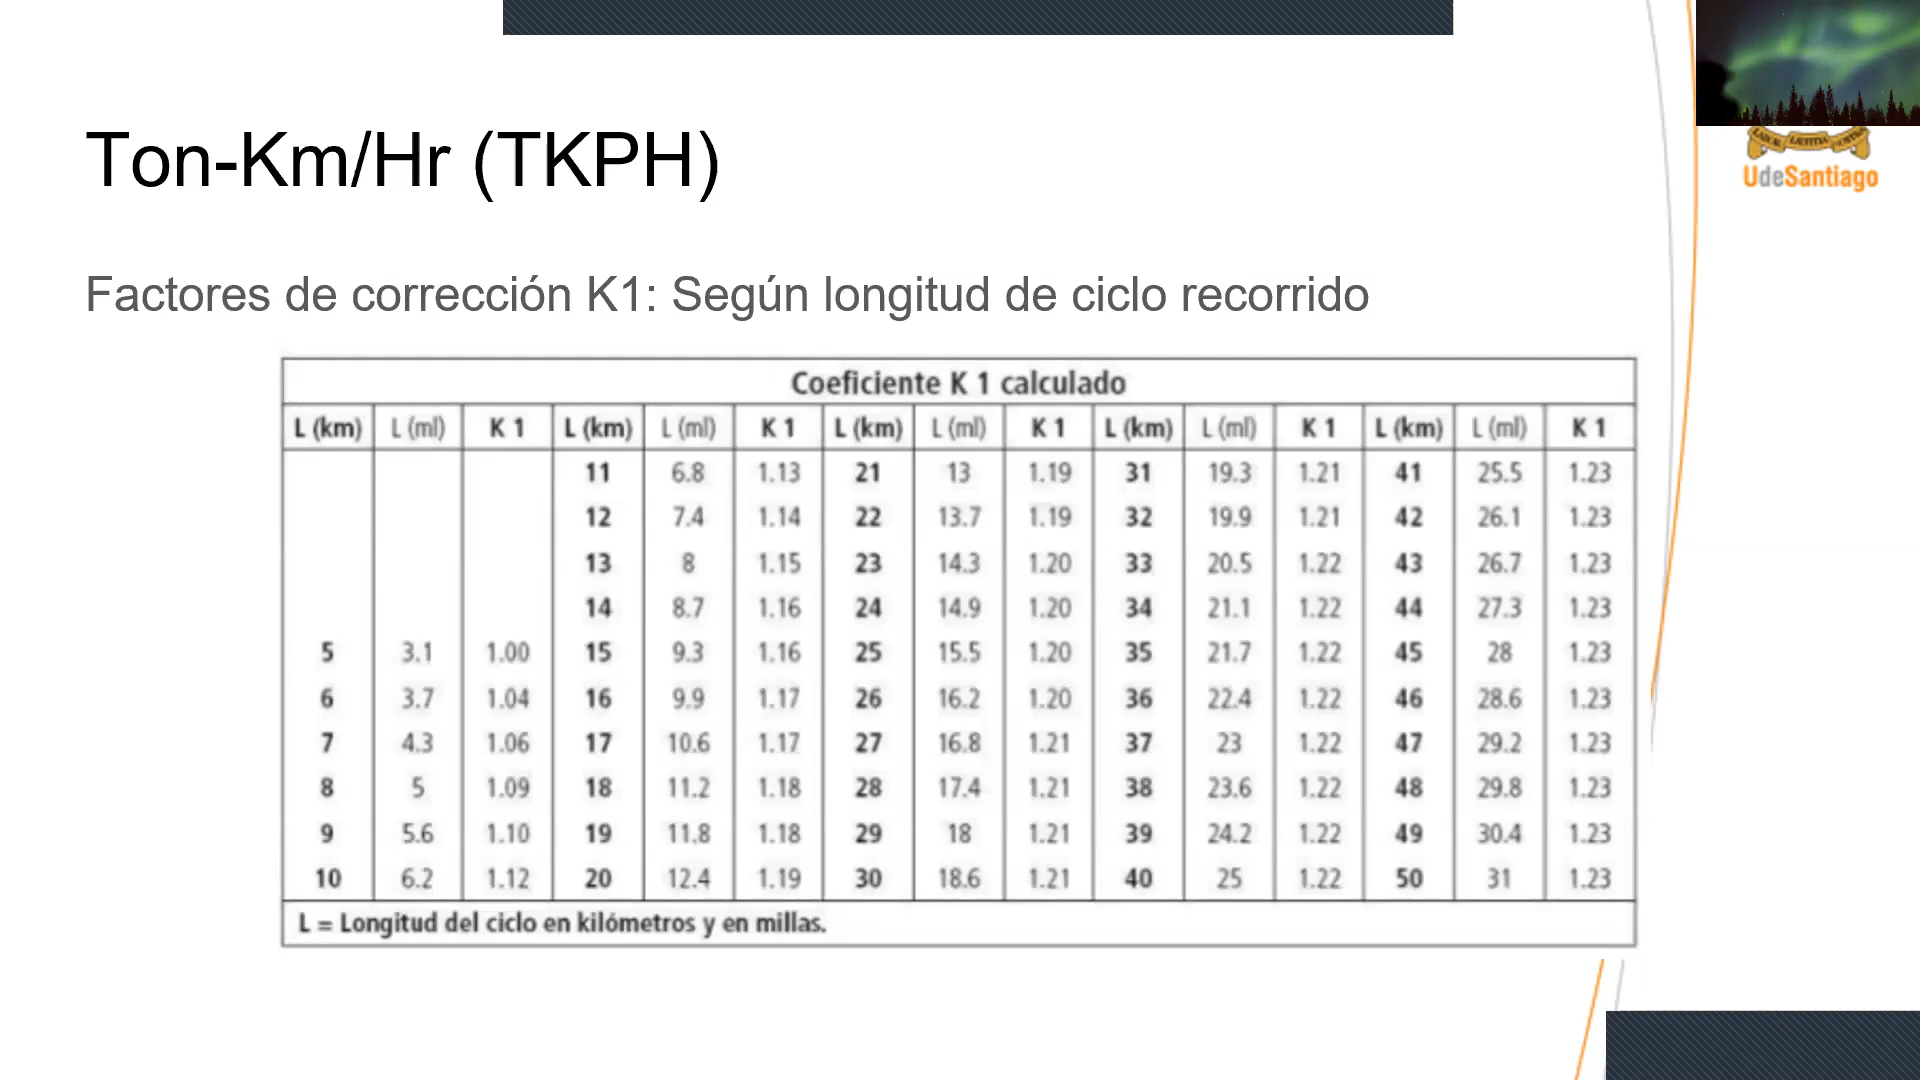 Ton-Km/Hr (TKPH)
UdeSantiago
Factores de corrección K1: Según longitud de ciclo recorrido
Coeficiente K 1 calculado
L (km) L (ml) K 1 L (km) L (ml) K 1 L (km) L (ml) K 1 L (km) L (ml) K 1 L (km) L (ml) K 1
11 6.8 1.13 21 13 1.19 31 19.3 1.21 41 25.5 1.23
12 7.4 1.14 22 13.7 1.19 32 19.9 1.21 42 26.1 1.23
13 8 1.15 23 14.3 1.20 33 20.5 1.22 43 26.7 1.23
14 8.7 1.16 24 14.9 1.20 34 21.1 1.22 44 27.3 1.23
5 3.1 1.00 15 9.3 1.16 25 15.5 1.20 35 21.7 1.22 45 28 1.23
6 3.7 1.04 16 9.9 1.17 26 16.2 1.20 36 22.4 1.22 46 28.6 1.23
7 4.3 1.06 17 10.6 1.17 27 16.8 1.21 37 23 1.22 47 29.2 1.23
8 5 1.09 18 11.2 1.18 28 17.4 1.21 38 23.6 1.22 48 29.8 1.23
9 5.6 1.10 19 11.8 1.18 29 18 1.21 39 24.2 1.22 49 30.4 1.23
10 6.2 1.12 20 12.4 1.19 30 18.6 1.21 40 25 1.22 50 31 1.23
L = Longitud del ciclo en kilómetros y en millas.